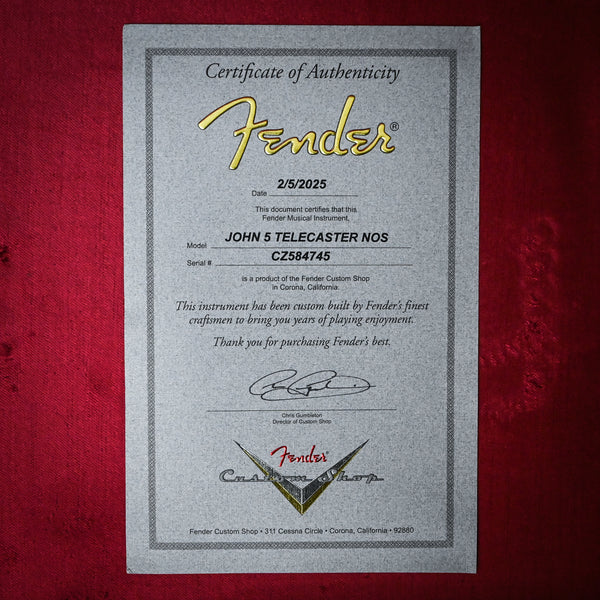 Certificate of Authenticity
Fender®
2/5/2025
Date
This document certifies that this
Fender Musical Instrument,
Model JOHN 5 TELECASTER NOS
Serial # CZ584745
is a product of the Fender Custom Shop
in Corona, California.
This instrument has been custom built by Fender's finest
craftsmen to bring you years of playing enjoyment.
Thank you for purchasing Fender's best.
Chris Gumbleton
Director of Custom Shop
Fender®
Custom Shop
Fender Custom Shop • 311 Cessna Circle • Corona, California • 92880